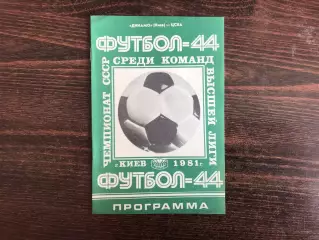 «ДИНАМО» (Киев) — ЦСКА
ФУТБОЛ-44
ЧЕМПИОНАТ СССР
СРЕДИ КОМАНД
ВЫСШЕЙ ЛИГИ
г. КИЕВ 1981 г.
ФУТБОЛ-44
ПРОГРАММА